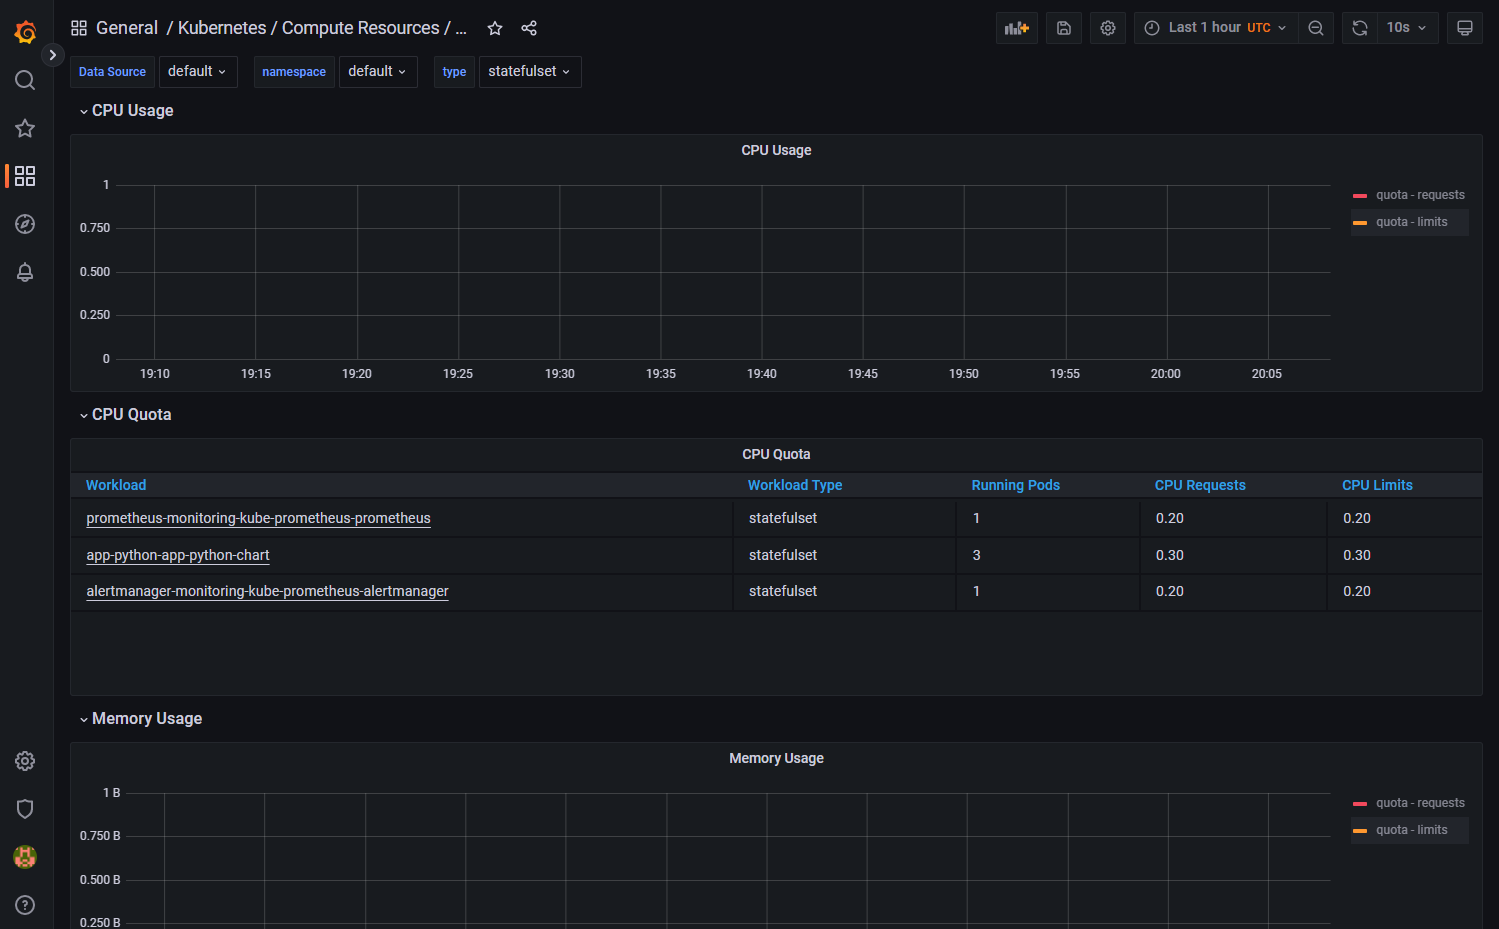 General / Kubernetes / Compute Resources / ...
Last 1 hour UTC
10s
Data Source default namespace default type statefulset
CPU Usage
CPU Usage
1
0.750
0.500
0.250
0
19:10 19:15 19:20 19:25 19:30 19:35 19:40 19:45 19:50 19:55 20:00 20:05
quota - requests
quota - limits
CPU Quota
CPU Quota
Workload Workload Type Running Pods CPU Requests CPU Limits
prometheus-monitoring-kube-prometheus-prometheus statefulset 1 0.20 0.20
app-python-app-python-chart statefulset 3 0.30 0.30
alertmanager-monitoring-kube-prometheus-alertmanager statefulset 1 0.20 0.20
Memory Usage
Memory Usage
1 B
0.750 B
0.500 B
0.250 B
quota - requests
quota - limits